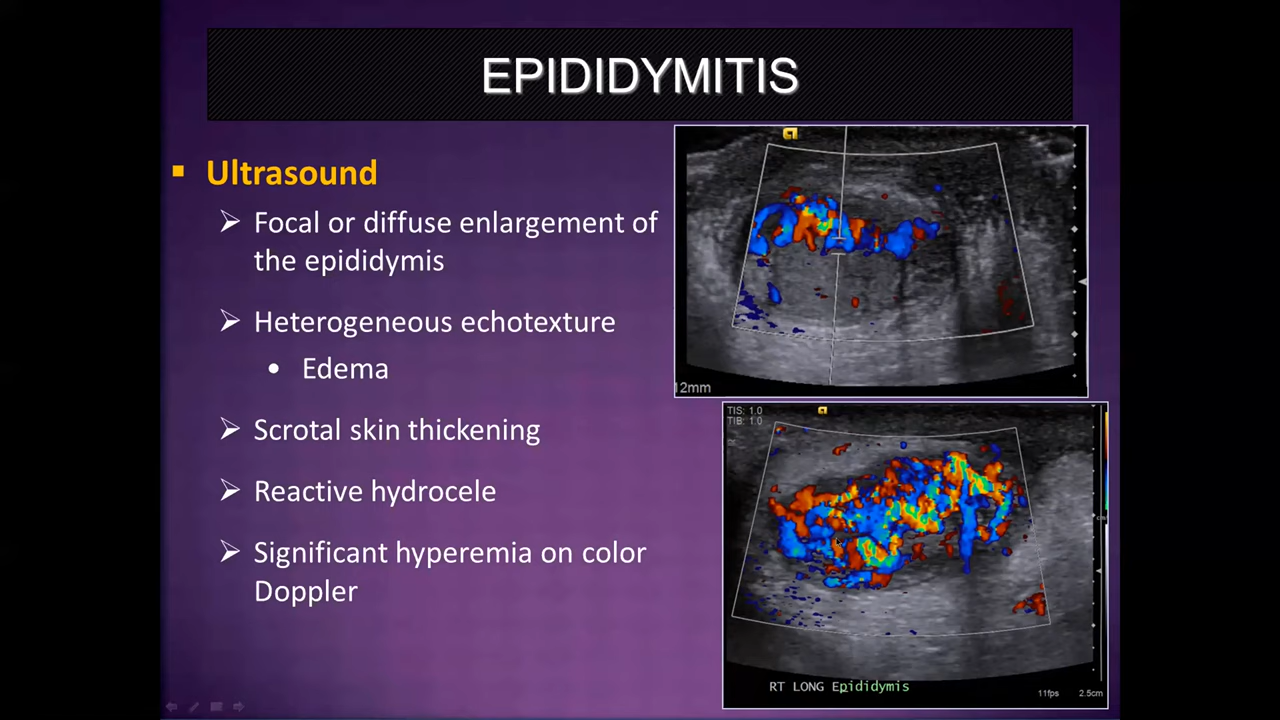 EPIDIDYMITIS
Ultrasound
Focal or diffuse enlargement of
the epididymis
Heterogeneous echotexture
Edema
Scrotal skin thickening
Reactive hydrocele
Significant hyperemia on color
Doppler
12mm
TIS: 1.0
TIB: 1.0
RT LONG Epididymis
11fps 2.5cm